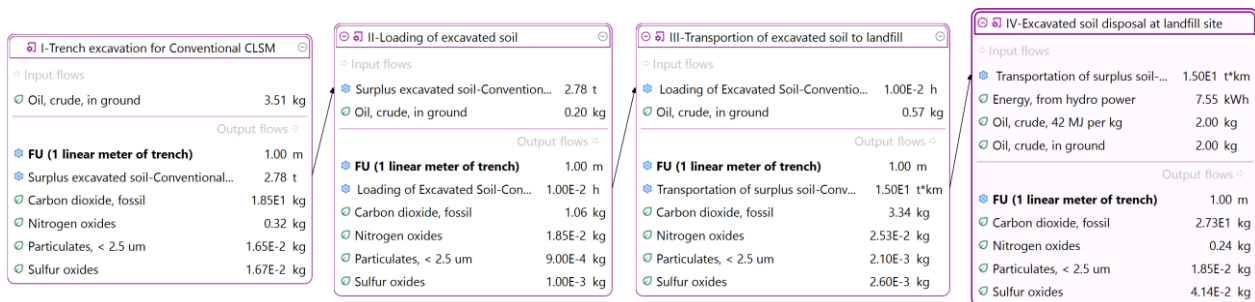 I-Trench excavation for Conventional CLSM
Input flows
Oil, crude, in ground 3.51 kg
Output flows
FU (1 linear meter of trench) 1.00 m
Surplus excavated soil-Conventional... 2.78 t
Carbon dioxide, fossil 1.85E1 kg
Nitrogen oxides 0.32 kg
Particulates, < 2.5 um 1.65E-2 kg
Sulfur oxides 1.67E-2 kg
II-Loading of excavated soil
Input flows
Surplus excavated soil-Convention... 2.78 t
Oil, crude, in ground 0.20 kg
Output flows
FU (1 linear meter of trench) 1.00 m
Loading of Excavated Soil-Con... 1.00E-2 h
Carbon dioxide, fossil 1.06 kg
Nitrogen oxides 1.85E-2 kg
Particulates, < 2.5 um 9.00E-4 kg
Sulfur oxides 1.00E-3 kg
III-Transportion of excavated soil to landfill
Input flows
Loading of Excavated Soil-Conventio... 1.00E-2 h
Oil, crude, in ground 0.57 kg
Output flows
FU (1 linear meter of trench) 1.00 m
Transportation of surplus soil-Conv... 1.50E1 t*km
Carbon dioxide, fossil 3.34 kg
Nitrogen oxides 2.53E-2 kg
Particulates, < 2.5 um 2.10E-3 kg
Sulfur oxides 2.60E-3 kg
IV-Excavated soil disposal at landfill site
Input flows
Transportation of surplus soil-... 1.50E1 t*km
Energy, from hydro power 7.55 kWh
Oil, crude, 42 MJ per kg 2.00 kg
Oil, crude, in ground 2.00 kg
Output flows
FU (1 linear meter of trench) 1.00 m
Carbon dioxide, fossil 2.73E1 kg
Nitrogen oxides 0.24 kg
Particulates, < 2.5 um 1.85E-2 kg
Sulfur oxides 4.14E-2 kg